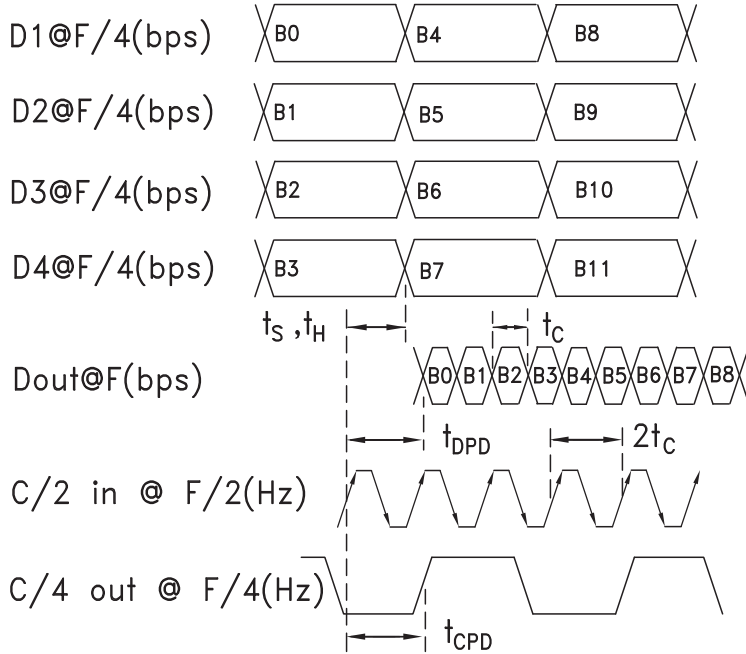 D1@F/4(bps) B0 B4 B8
D2@F/4(bps) B1 B5 B9
D3@F/4(bps) B2 B6 B10
D4@F/4(bps) B3 B7 B11
tS ,tH tC
Dout@F(bps) B0 B1 B2 B3 B4 B5 B6 B7 B8
tDPD 2tC
C/2 in @ F/2(Hz)
C/4 out @ F/4(Hz)
tCPD